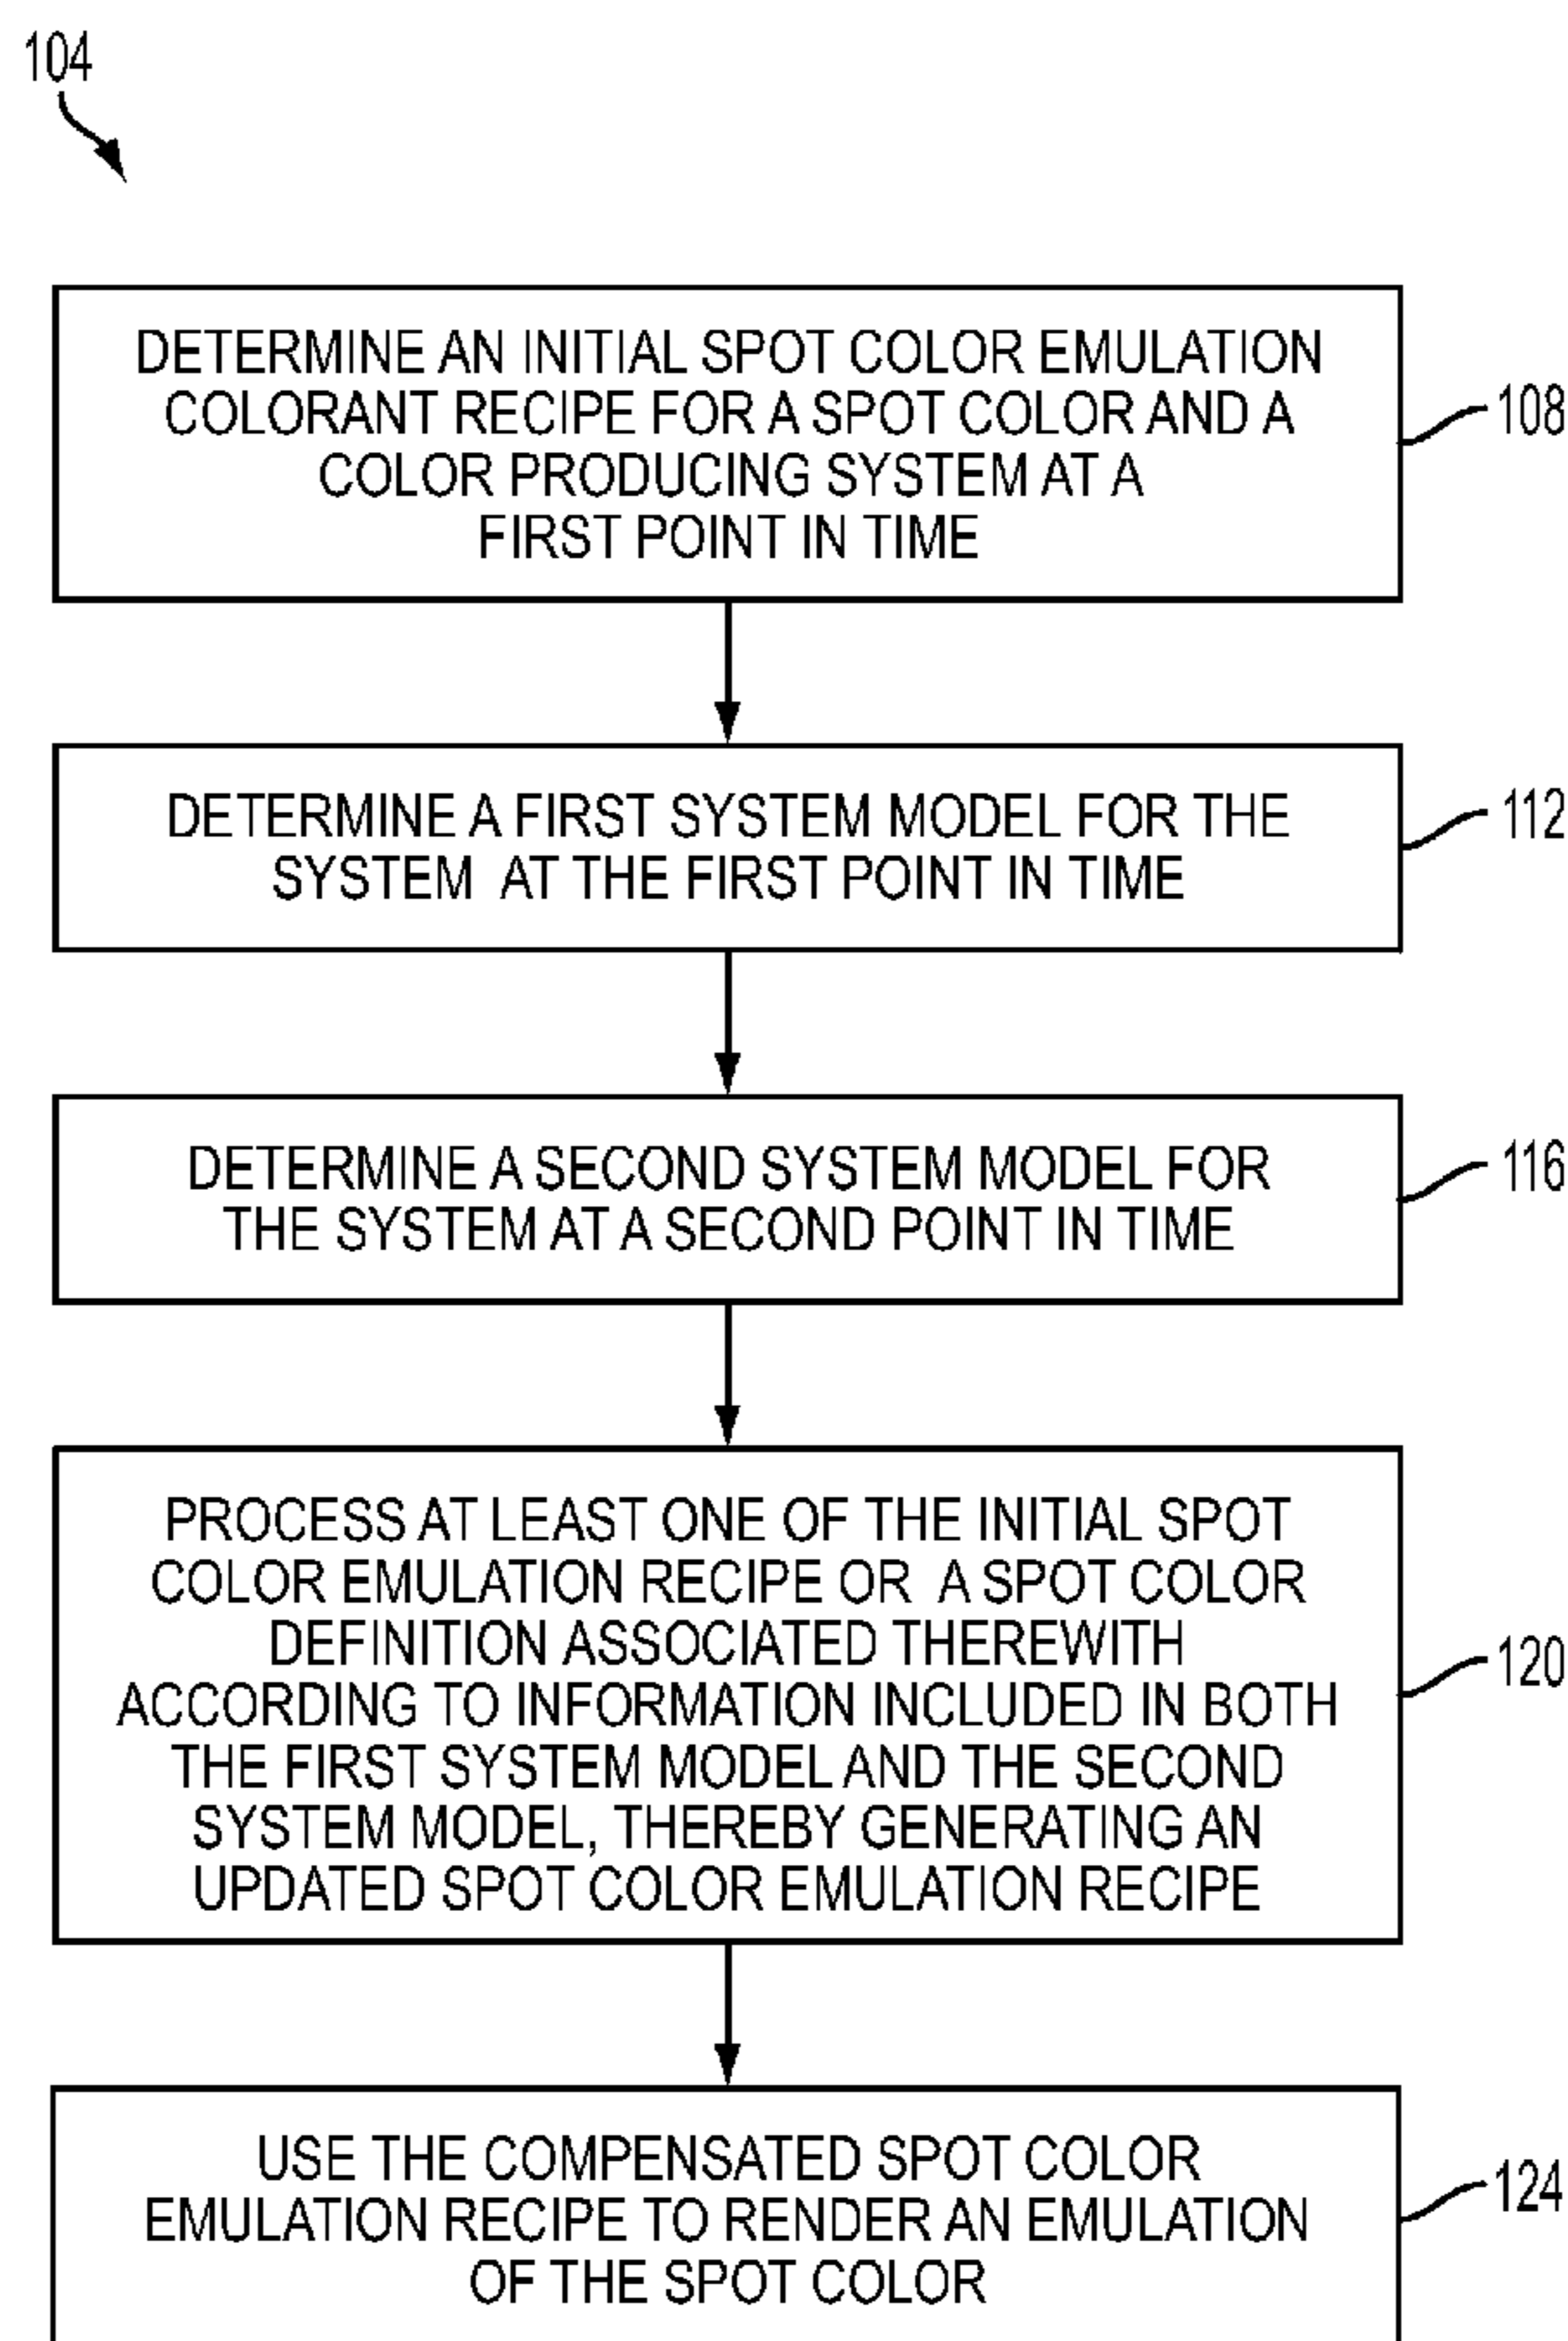 104
DETERMINE AN INITIAL SPOT COLOR EMULATION
COLORANT RECIPE FOR A SPOT COLOR AND A
COLOR PRODUCING SYSTEM AT A
FIRST POINT IN TIME
108
DETERMINE A FIRST SYSTEM MODEL FOR THE
SYSTEM AT THE FIRST POINT IN TIME
112
DETERMINE A SECOND SYSTEM MODEL FOR
THE SYSTEM AT A SECOND POINT IN TIME
116
PROCESS AT LEAST ONE OF THE INITIAL SPOT
COLOR EMULATION RECIPE OR A SPOT COLOR
DEFINITION ASSOCIATED THEREWITH
ACCORDING TO INFORMATION INCLUDED IN BOTH
THE FIRST SYSTEM MODEL AND THE SECOND
SYSTEM MODEL, THEREBY GENERATING AN
UPDATED SPOT COLOR EMULATION RECIPE
120
USE THE COMPENSATED SPOT COLOR
EMULATION RECIPE TO RENDER AN EMULATION
OF THE SPOT COLOR
124